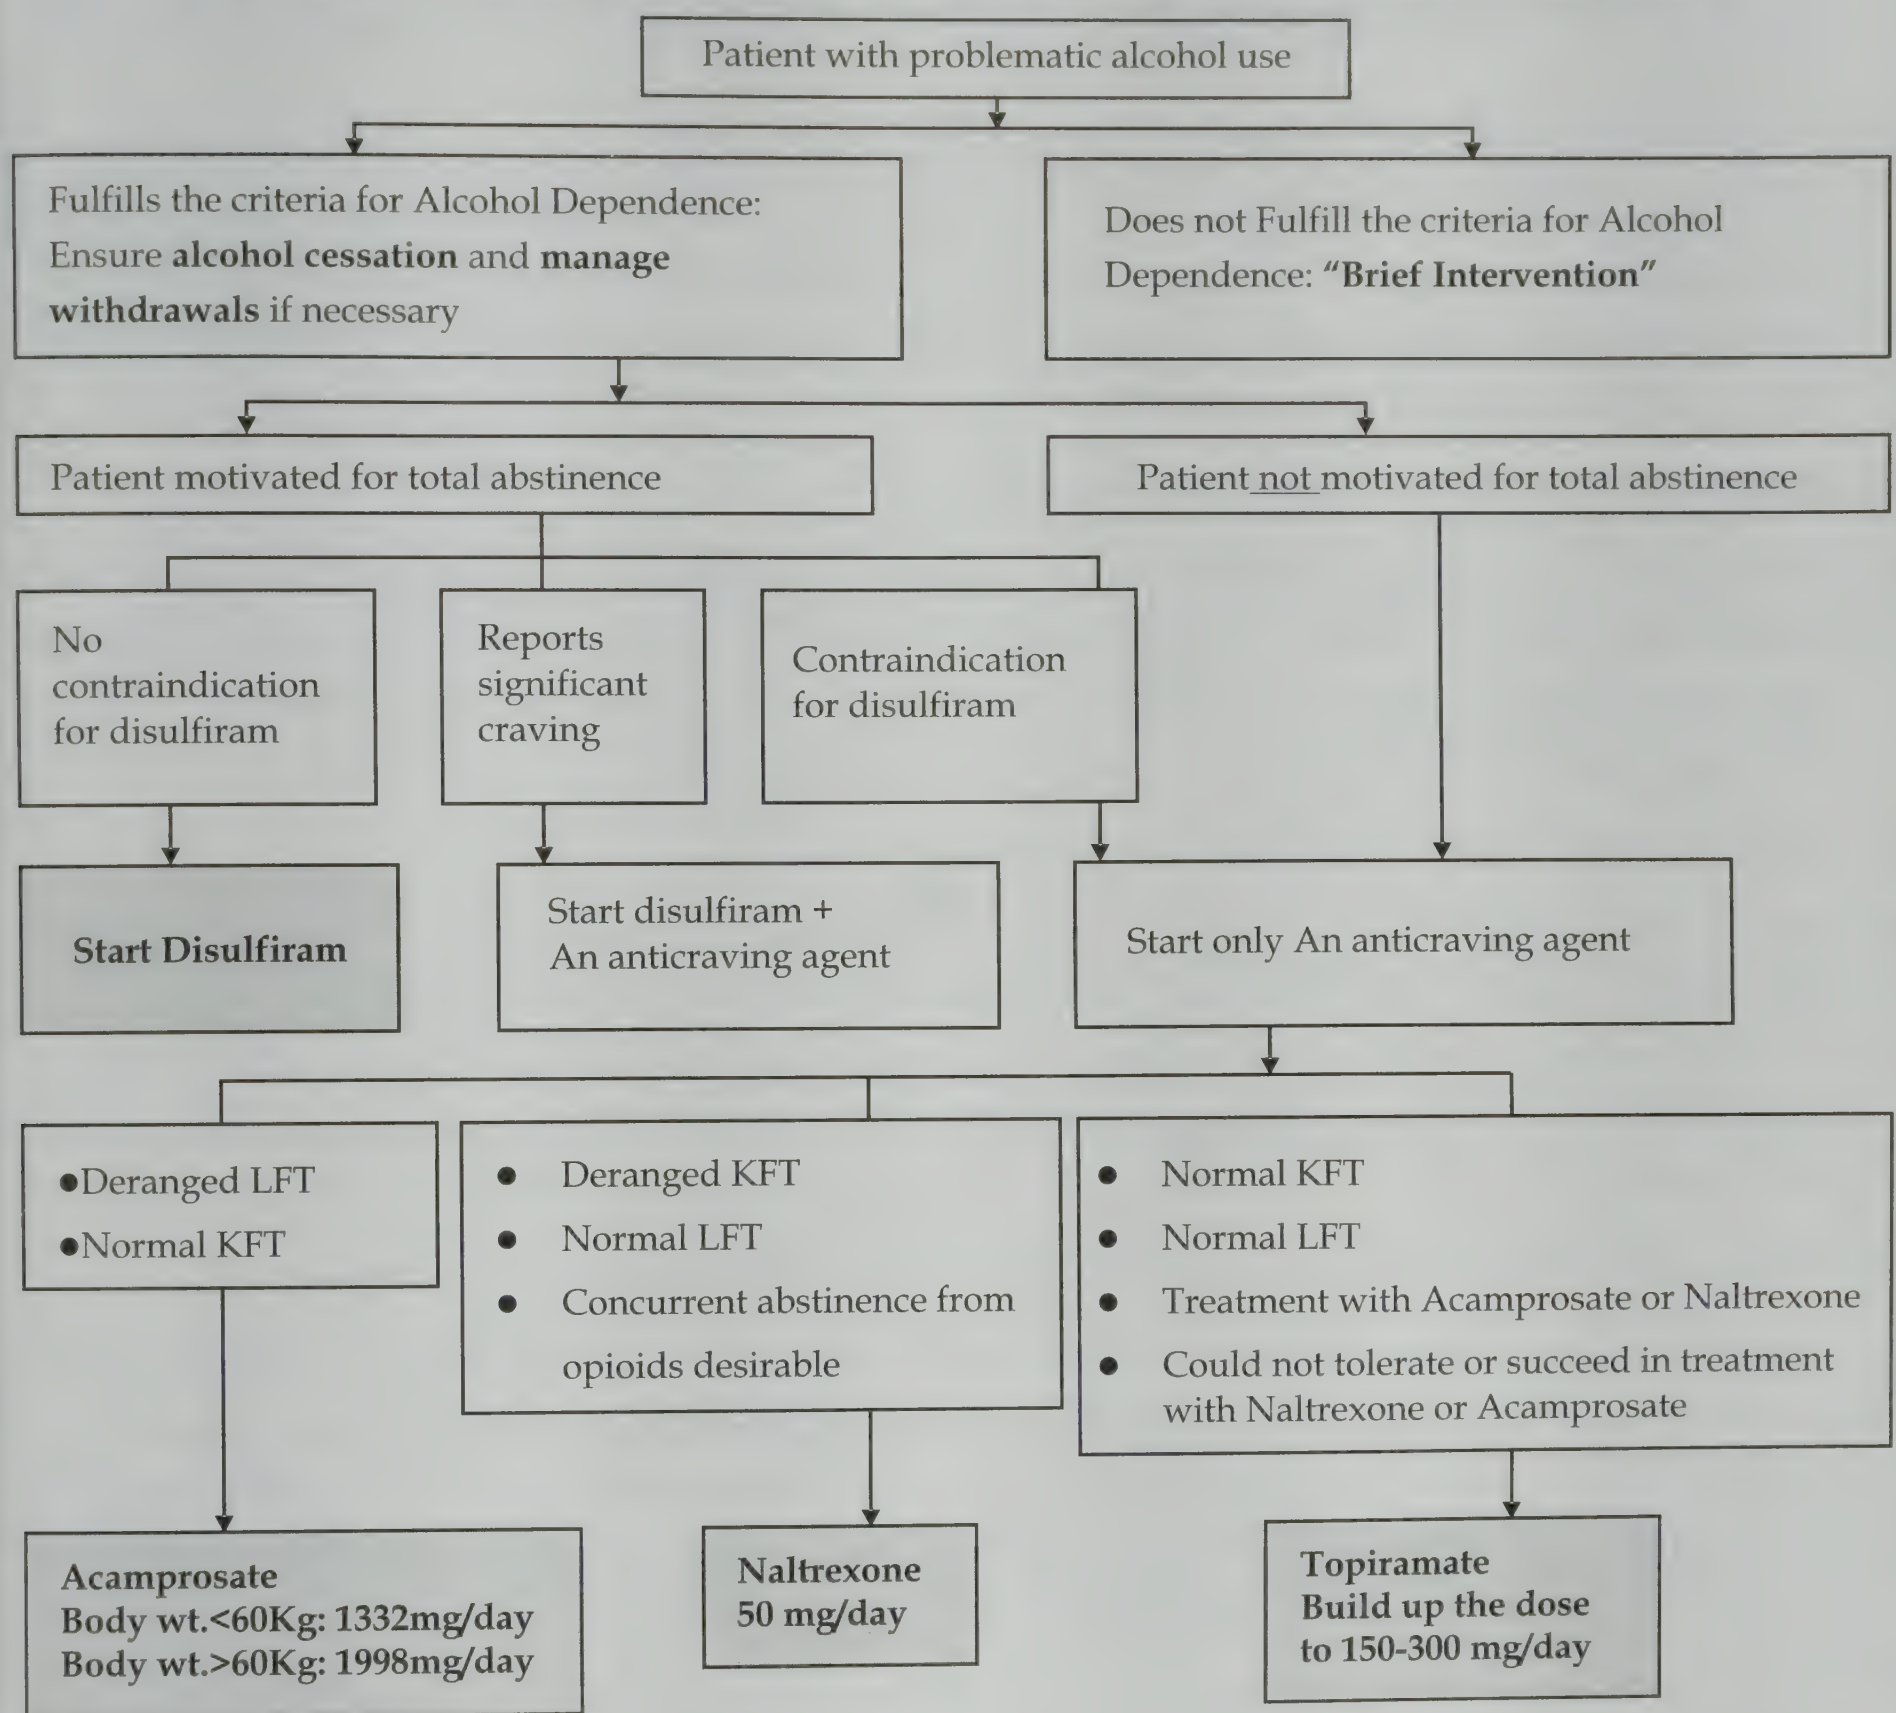 Patient with problematic alcohol use
Fulfills the criteria for Alcohol Dependence:
Ensure alcohol cessation and manage
withdrawals if necessary
Does not Fulfill the criteria for Alcohol
Dependence: “Brief Intervention”
Patient motivated for total abstinence
Patient not motivated for total abstinence
No
contraindication
for disulfiram
Reports
significant
craving
Contraindication
for disulfiram
Start Disulfiram
Start disulfiram +
An anticraving agent
Start only An anticraving agent
●Deranged LFT
●Normal KFT
● Deranged KFT
● Normal LFT
● Concurrent abstinence from
opioids desirable
● Normal KFT
● Normal LFT
● Treatment with Acamprosate or Naltrexone
● Could not tolerate or succeed in treatment
with Naltrexone or Acamprosate
Acamprosate
Body wt.<60Kg: 1332mg/day
Body wt.>60Kg: 1998mg/day
Naltrexone
50 mg/day
Topiramate
Build up the dose
to 150-300 mg/day